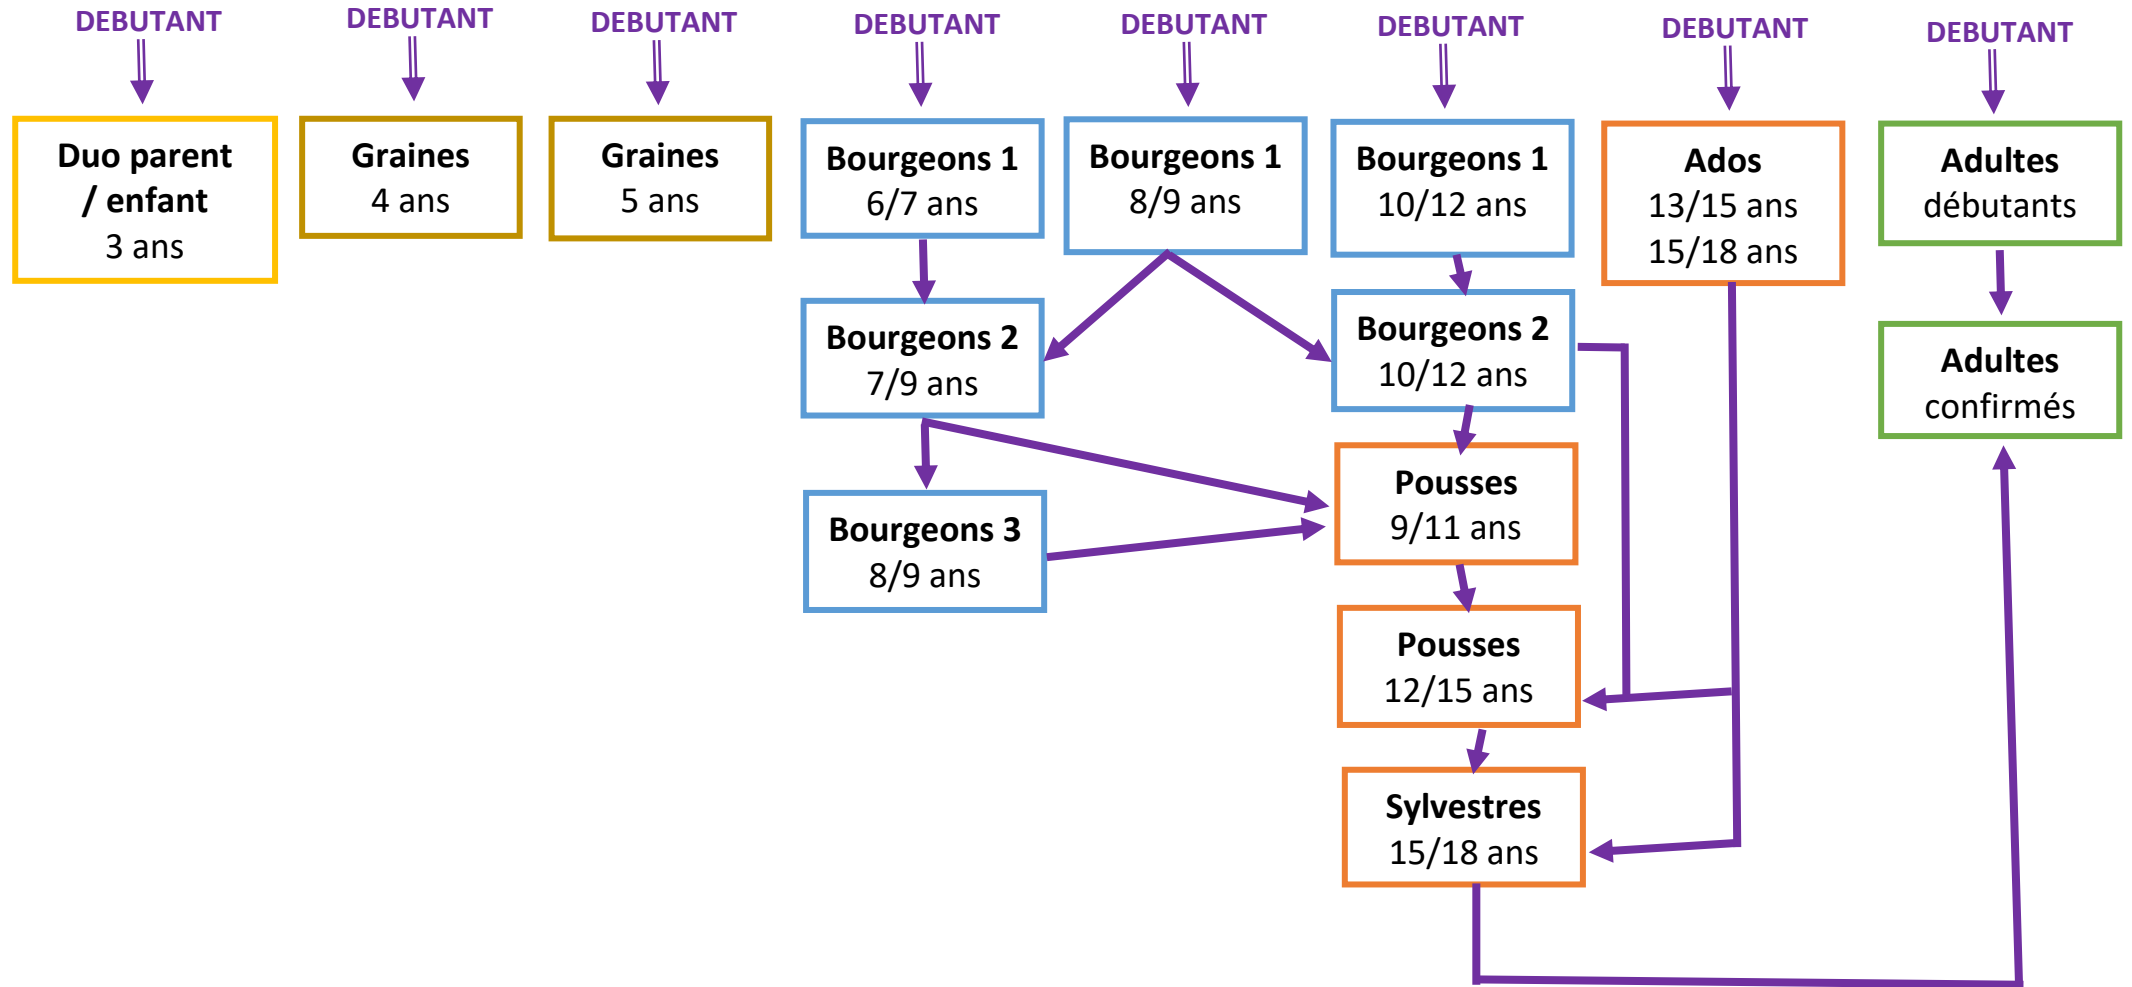 DEBUTANT
DEBUTANT
DEBUTANT
DEBUTANT
DEBUTANT
DEBUTANT
DEBUTANT
DEBUTANT
Duo parent
/ enfant
3 ans
Graines
4 ans
Graines
5 ans
Bourgeons 1
6/7 ans
Bourgeons 1
8/9 ans
Bourgeons 1
10/12 ans
Ados
13/15 ans
15/18 ans
Adultes
débutants
Bourgeons 2
7/9 ans
Bourgeons 2
10/12 ans
Adultes
confirmés
Bourgeons 3
8/9 ans
Pousses
9/11 ans
Pousses
12/15 ans
Sylvestres
15/18 ans